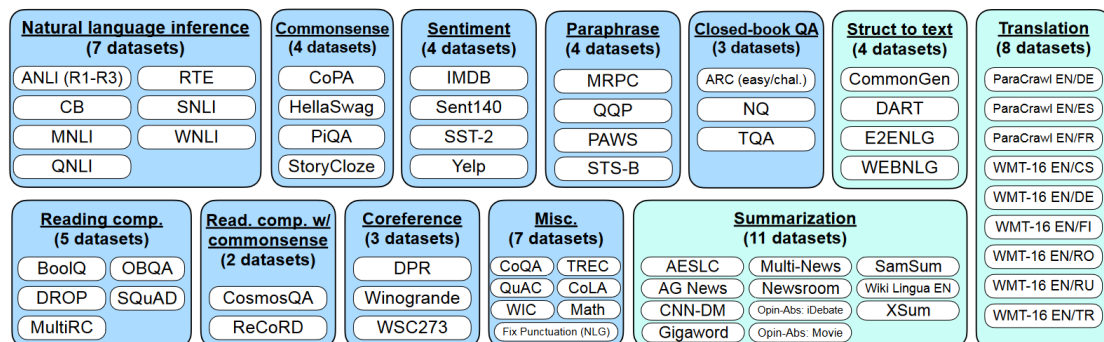 Natural language inference
(7 datasets)
ANLI (R1-R3)
RTE
CB
SNLI
MNLI
WNLI
QNLI
Commonsense
(4 datasets)
CoPA
HellaSwag
PiQA
StoryCloze
Sentiment
(4 datasets)
IMDB
Sent140
SST-2
Yelp
Paraphrase
(4 datasets)
MRPC
QQP
PAWS
STS-B
Closed-book QA
(3 datasets)
ARC (easy/chal.)
NQ
TQA
Struct to text
(4 datasets)
CommonGen
DART
E2ENLG
WEBNLG
Translation
(8 datasets)
ParaCrawl EN/DE
ParaCrawl EN/ES
ParaCrawl EN/FR
WMT-16 EN/CS
WMT-16 EN/DE
WMT-16 EN/FI
WMT-16 EN/RO
WMT-16 EN/RU
WMT-16 EN/TR
Reading comp.
(5 datasets)
BoolQ
OBQA
DROP
SQuAD
MultiRC
Read. comp. w/
commonsense
(2 datasets)
CosmosQA
ReCoRD
Coreference
(3 datasets)
DPR
Winogrande
WSC273
Misc.
(7 datasets)
CoQA
TREC
QuAC
CoLA
WIC
Math
Fix Punctuation (NLG)
Summarization
(11 datasets)
AESLC
Multi-News
SamSum
AG News
Newsroom
Wiki Lingua EN
CNN-DM
Opin-Abs: iDebate
XSum
Gigaword
Opin-Abs: Movie